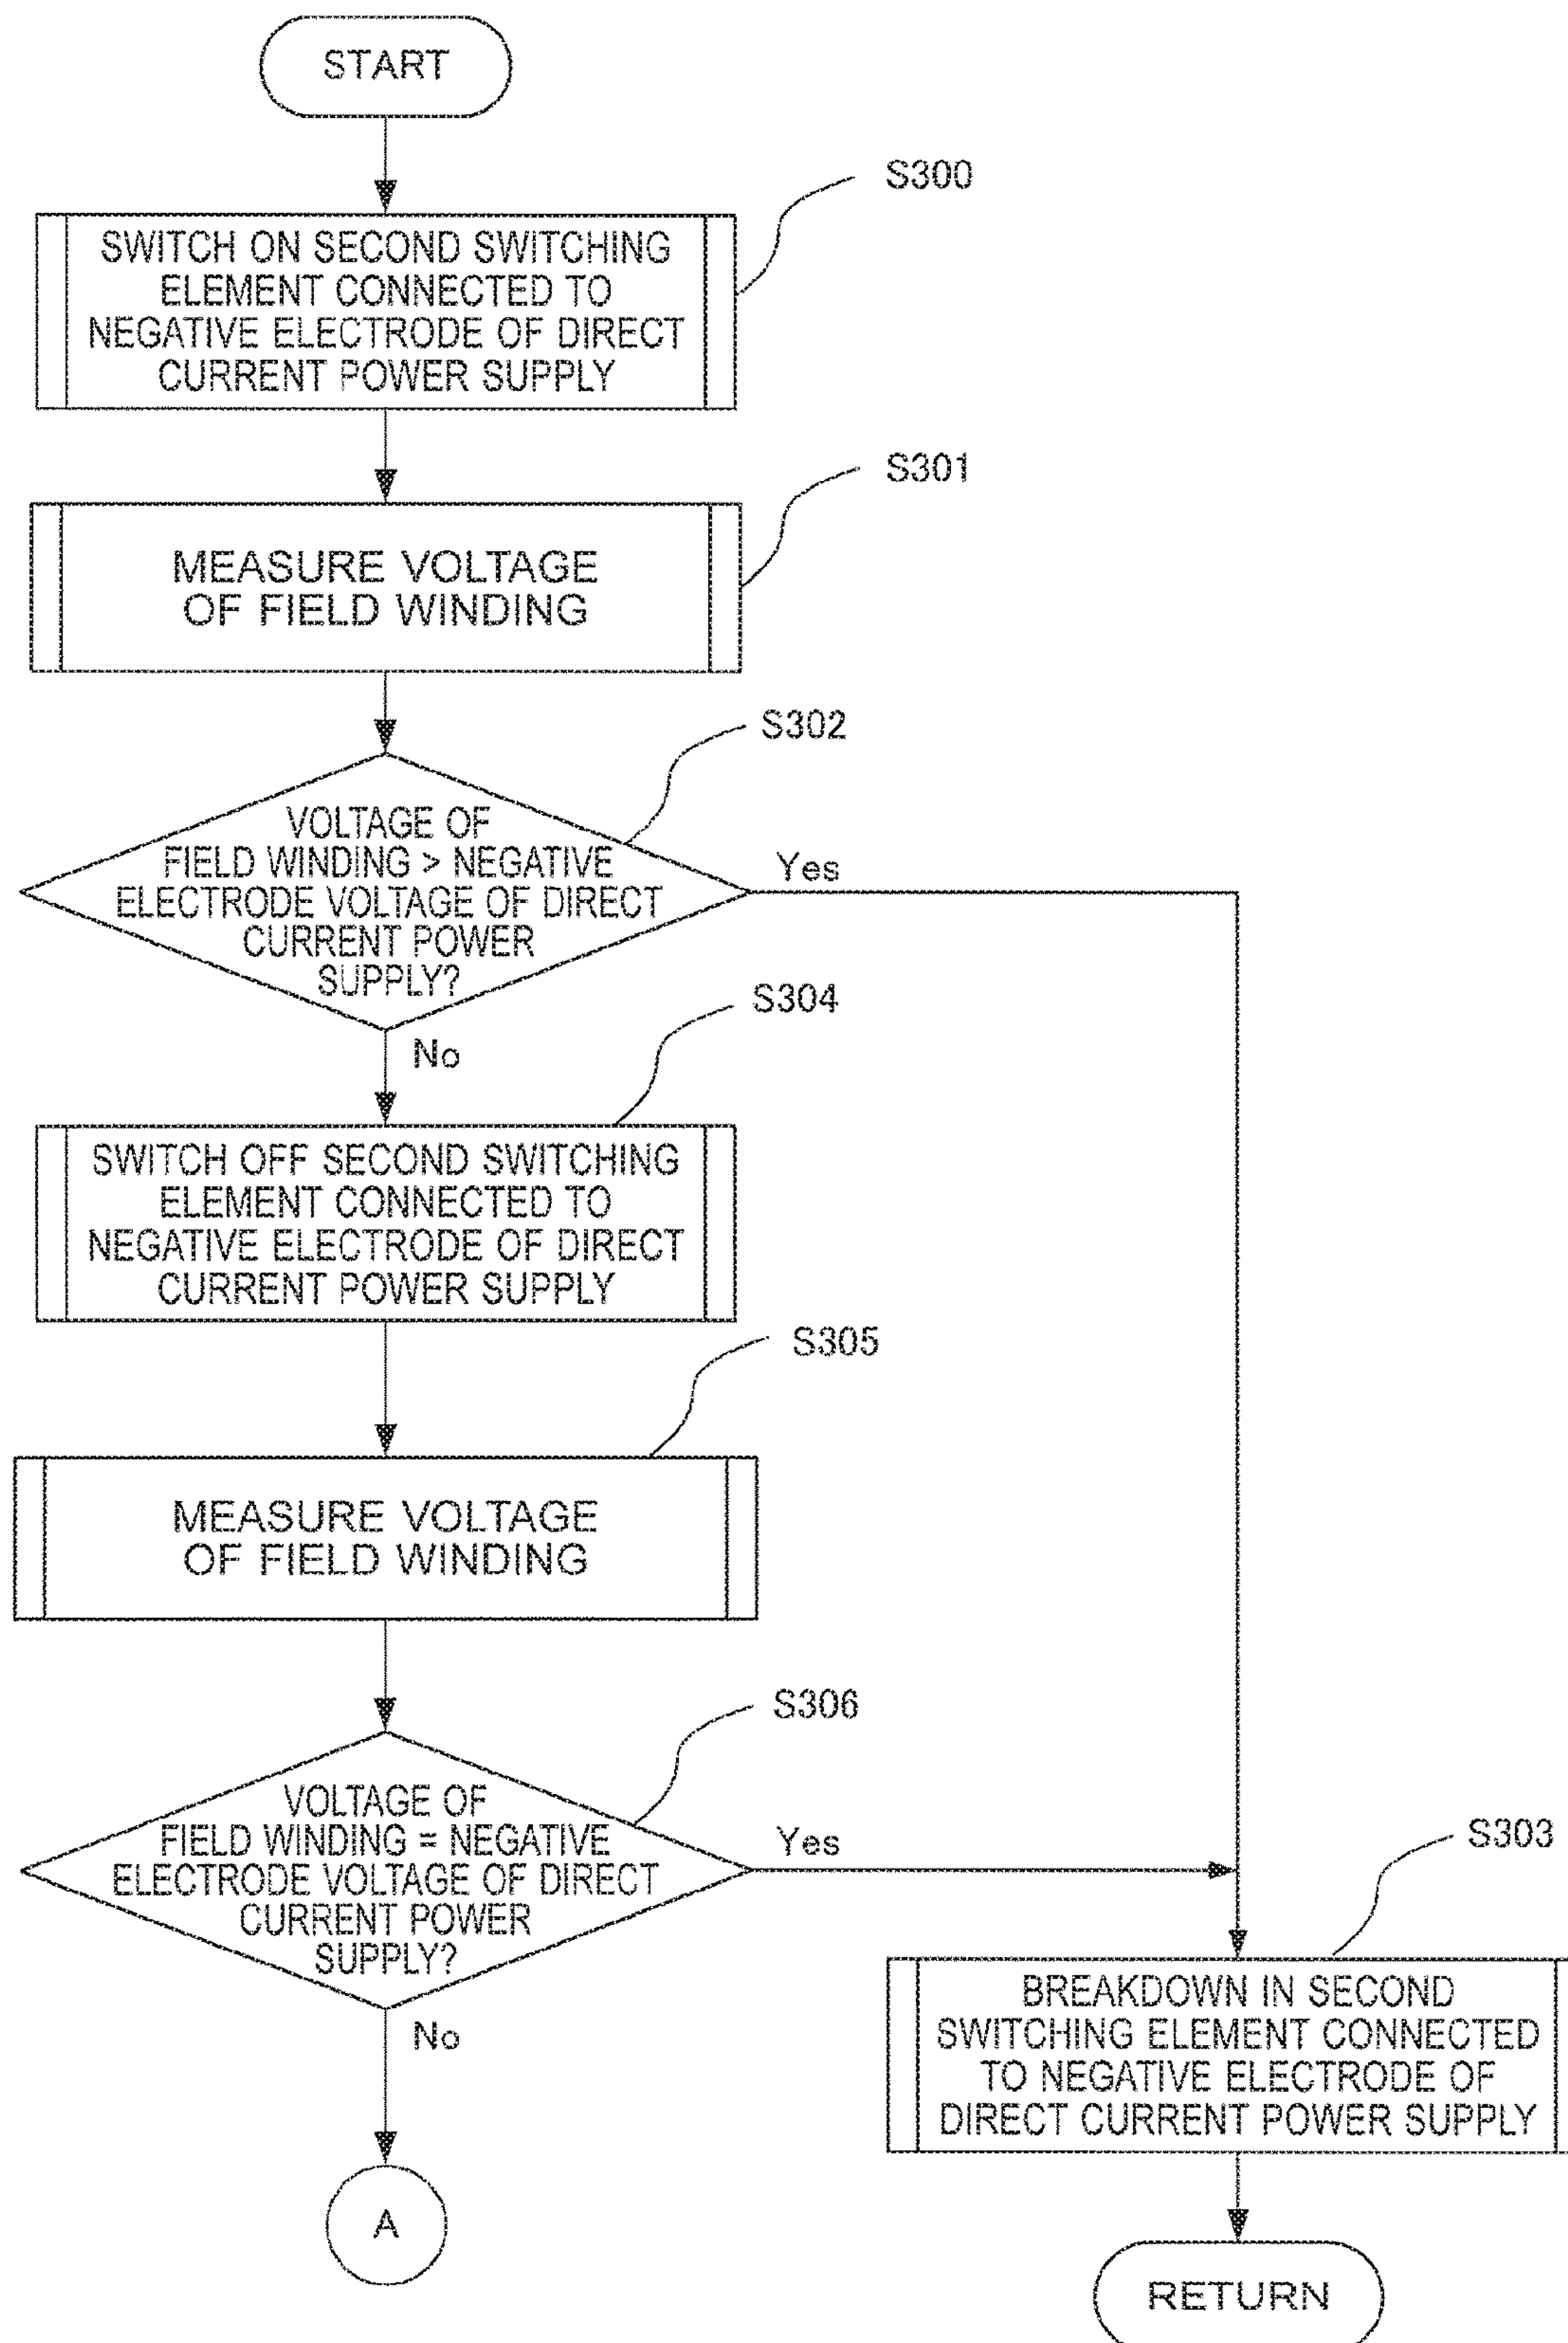 START
S300
SWITCH ON SECOND SWITCHING
ELEMENT CONNECTED TO
NEGATIVE ELECTRODE OF DIRECT
CURRENT POWER SUPPLY
S301
MEASURE VOLTAGE
OF FIELD WINDING
S302
VOLTAGE OF
FIELD WINDING > NEGATIVE
ELECTRODE VOLTAGE OF DIRECT
CURRENT POWER
SUPPLY?
Yes
No
S304
SWITCH OFF SECOND SWITCHING
ELEMENT CONNECTED TO
NEGATIVE ELECTRODE OF DIRECT
CURRENT POWER SUPPLY
S305
MEASURE VOLTAGE
OF FIELD WINDING
S306
VOLTAGE OF
FIELD WINDING = NEGATIVE
ELECTRODE VOLTAGE OF DIRECT
CURRENT POWER
SUPPLY?
Yes
No
S303
BREAKDOWN IN SECOND
SWITCHING ELEMENT CONNECTED
TO NEGATIVE ELECTRODE OF
DIRECT CURRENT POWER SUPPLY
A
RETURN